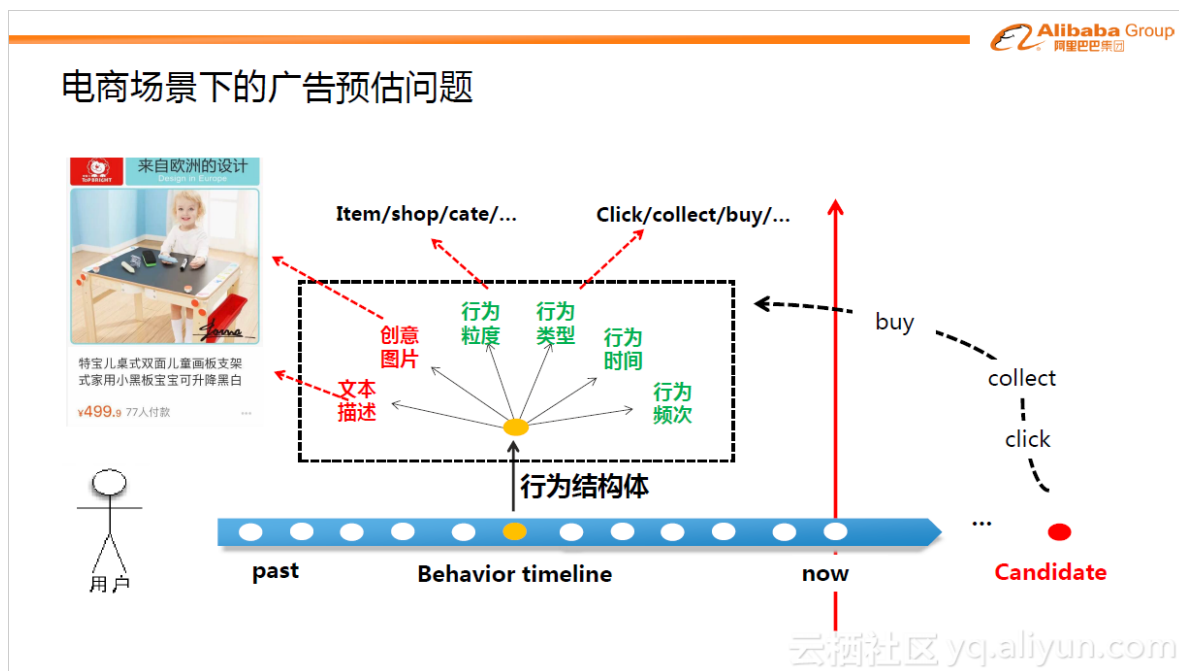 Alibaba Group
阿里巴巴集团
电商场景下的广告预估问题
TOPBRIGHT
来自欧洲的设计
Design in Europe
特宝儿桌式双面儿童画板支架
式家用小黑板宝宝可升降黑白
¥499.9 77人付款
Item/shop/cate/...
Click/collect/buy/...
创意
图片
行为
粒度
行为
类型
行为
时间
文本
描述
行为
频次
buy
collect
click
行为结构体
...
用户
past
Behavior timeline
now
Candidate
云栖社区 yq.aliyun.com